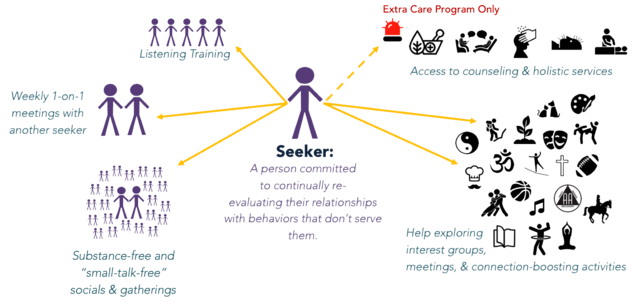 Extra Care Program Only
Listening Training
Access to counseling & holistic services
Weekly 1-on-1
meetings with
another seeker
Seeker:
A person committed
to continually re-
evaluating their relationships
with behaviors that don't serve
them.
Substance-free and
"small-talk-free"
socials & gatherings
Help exploring
interest groups,
meetings, & connection-boosting activities